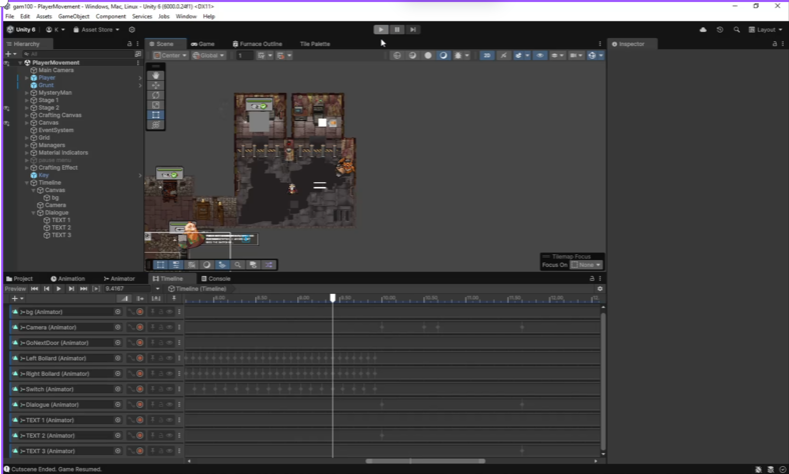 gam100 - PlayerMovement - Windows, Mac, Linux - Unity 6 (6000.0.24f1) <DX11>
File Edit Assets GameObject Component Services Jobs Window Help
Unity 6 K Asset Store Layout
Hierarchy Scene Game Furnace Outline Tile Palette Inspector
All Center Global 1 2D
PlayerMovement
Main Camera
Player
Grunt
MysteryMan
Stage 1
Stage 2
Crafting Canvas
Canvas
EventSystem
Grid
Managers
Material Indicators
pause menu
Crafting Effect
Key
Timeline
Canvas
bg
Camera
Dialogue
TEXT 1
TEXT 2
TEXT 3
Tilemap Focus
Focus On None
Project Animation Animator Timeline Console
Preview Timeline (Timeline)
bg (Animator)
Camera (Animator)
GoNextDoor (Animator)
Left Bollard (Animator)
Right Bollard (Animator)
Switch (Animator)
Dialogue (Animator)
TEXT 1 (Animator)
TEXT 2 (Animator)
TEXT 3 (Animator)
Cutscene Ended. Game Resumed.